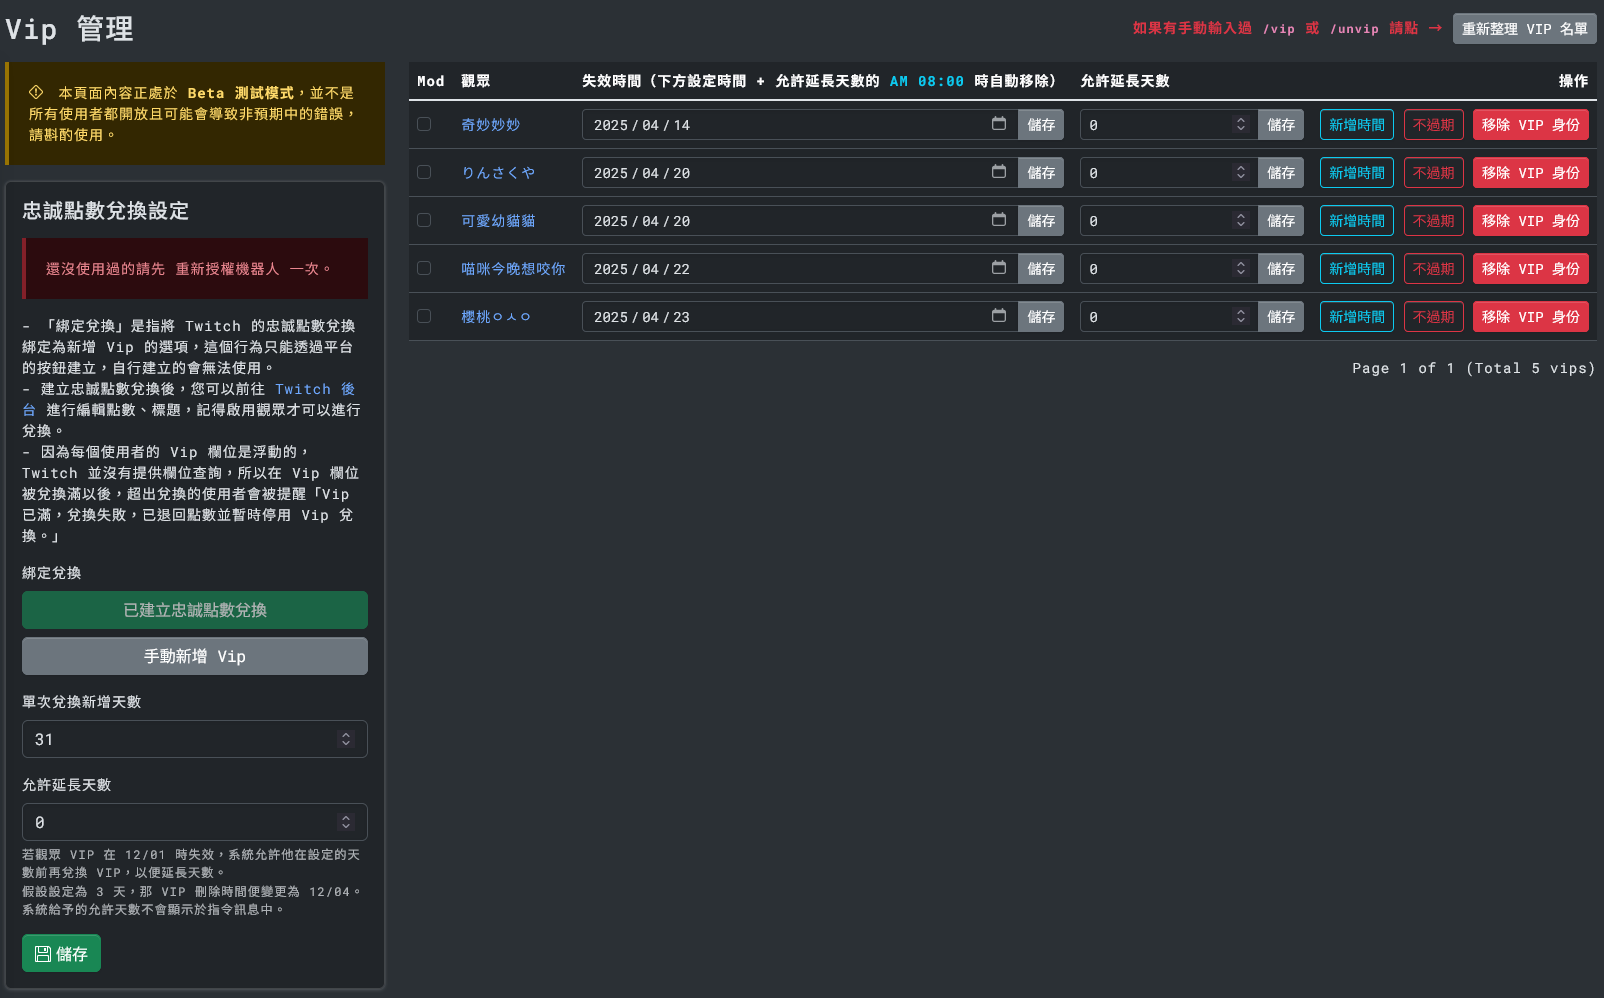 Vip 管理
如果有手動輸入過 /vip 或 /unvip 請點 → 重新整理 VIP 名單
本頁面內容正處於 Beta 測試模式，並不是
所有使用者都開放且可能會導致非預期中的錯誤，
請斟酌使用。
忠誠點數兌換設定
還沒使用過的請先 重新授權機器人 一次。
- 「綁定兌換」是指將 Twitch 的忠誠點數兌換
綁定為新增 Vip 的選項，這個行為只能透過平台
的按鈕建立，自行建立的會無法使用。
- 建立忠誠點數兌換後，您可以前往 Twitch 後
台 進行編輯點數、標題，記得啟用觀眾才可以進行
兌換。
- 因為每個使用者的 Vip 欄位是浮動的，
Twitch 並沒有提供欄位查詢，所以在 Vip 欄位
被兌換滿以後，超出兌換的使用者會被提醒「Vip
已滿，兌換失敗，已退回點數並暫時停用 Vip 兌
換。」
綁定兌換
已建立忠誠點數兌換
手動新增 Vip
單次兌換新增天數
31
允許延長天數
0
若觀眾 VIP 在 12/01 時失效，系統允許他在設定的天
數前再兌換 VIP，以便延長天數。
假設設定為 3 天，那 VIP 刪除時間便變更為 12/04。
系統給予的允許天數不會顯示於指令訊息中。
儲存
Mod 觀眾 失效時間（下方設定時間 + 允許延長天數的 AM 08:00 時自動移除） 允許延長天數 操作
奇妙妙妙 2025/04/14 儲存 0 儲存 新增時間 不過期 移除 VIP 身份
りんさくや 2025/04/20 儲存 0 儲存 新增時間 不過期 移除 VIP 身份
可愛幼貓貓 2025/04/20 儲存 0 儲存 新增時間 不過期 移除 VIP 身份
喵咪今晚想咬你 2025/04/22 儲存 0 儲存 新增時間 不過期 移除 VIP 身份
櫻桃ㅇㅅㅇ 2025/04/23 儲存 0 儲存 新增時間 不過期 移除 VIP 身份
Page 1 of 1 (Total 5 vips)